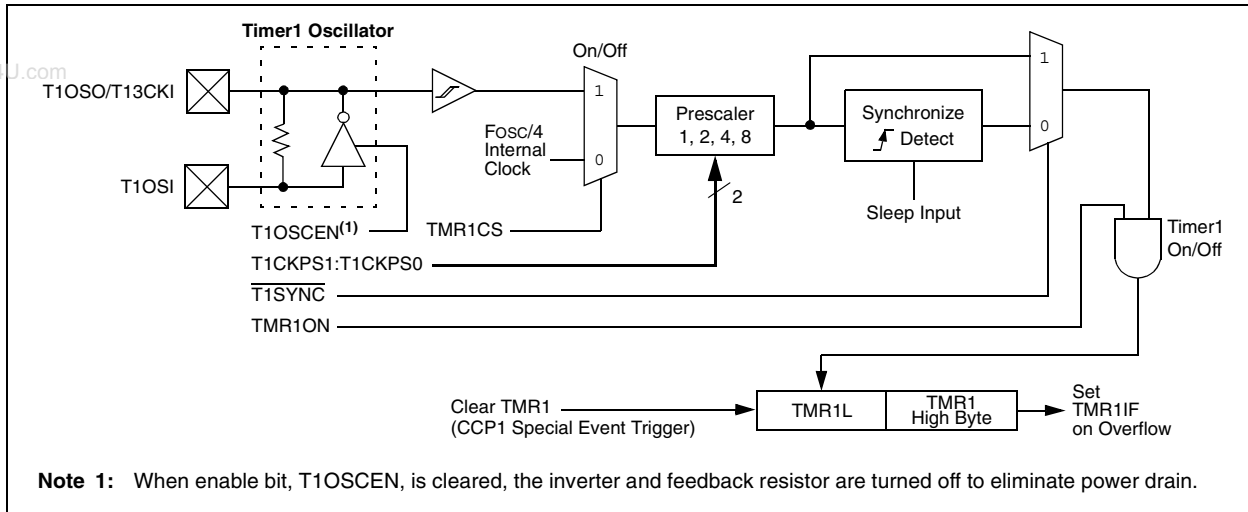 Timer1 Oscillator
4U.com
T1OSO/T13CKI
T1OSI
On/Off
1
0
FOSC/4
Internal
Clock
Prescaler
1, 2, 4, 8
2
Synchronize
Detect
Sleep Input
1
0
T1OSCEN(1)
TMR1CS
T1CKPS1:T1CKPS0
T1SYNC
TMR1ON
Timer1
On/Off
Clear TMR1
(CCP1 Special Event Trigger)
TMR1L
TMR1
High Byte
Set
TMR1IF
on Overflow
Note 1: When enable bit, T1OSCEN, is cleared, the inverter and feedback resistor are turned off to eliminate power drain.